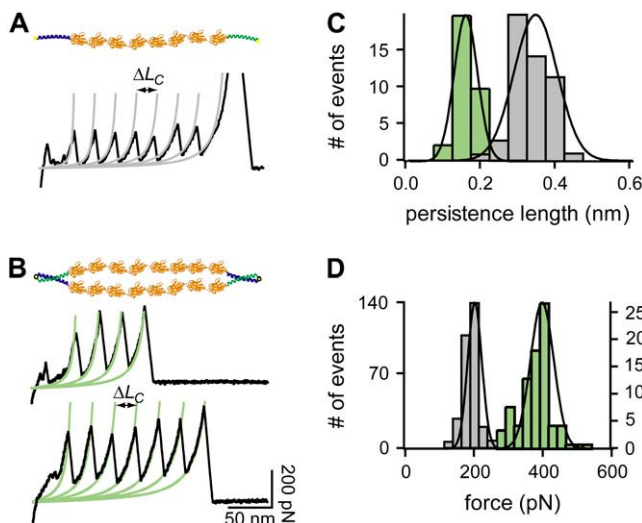 A
ΔL_C
B
ΔL_C
200 pN
50 nm
C
# of events
15
10
5
0
0.0 0.2 0.4 0.6
persistence length (nm)
D
# of events
140
70
0
25
20
15
10
5
0
0 200 400 600
force (pN)